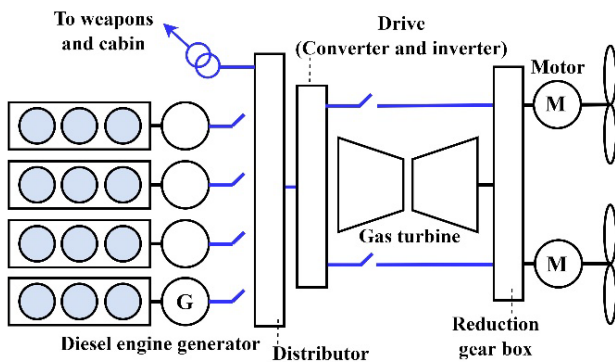 To weapons
and cabin
Drive
(Converter and inverter)
Motor
M
Gas turbine
G
M
Diesel engine generator
Distributor
Reduction
gear box